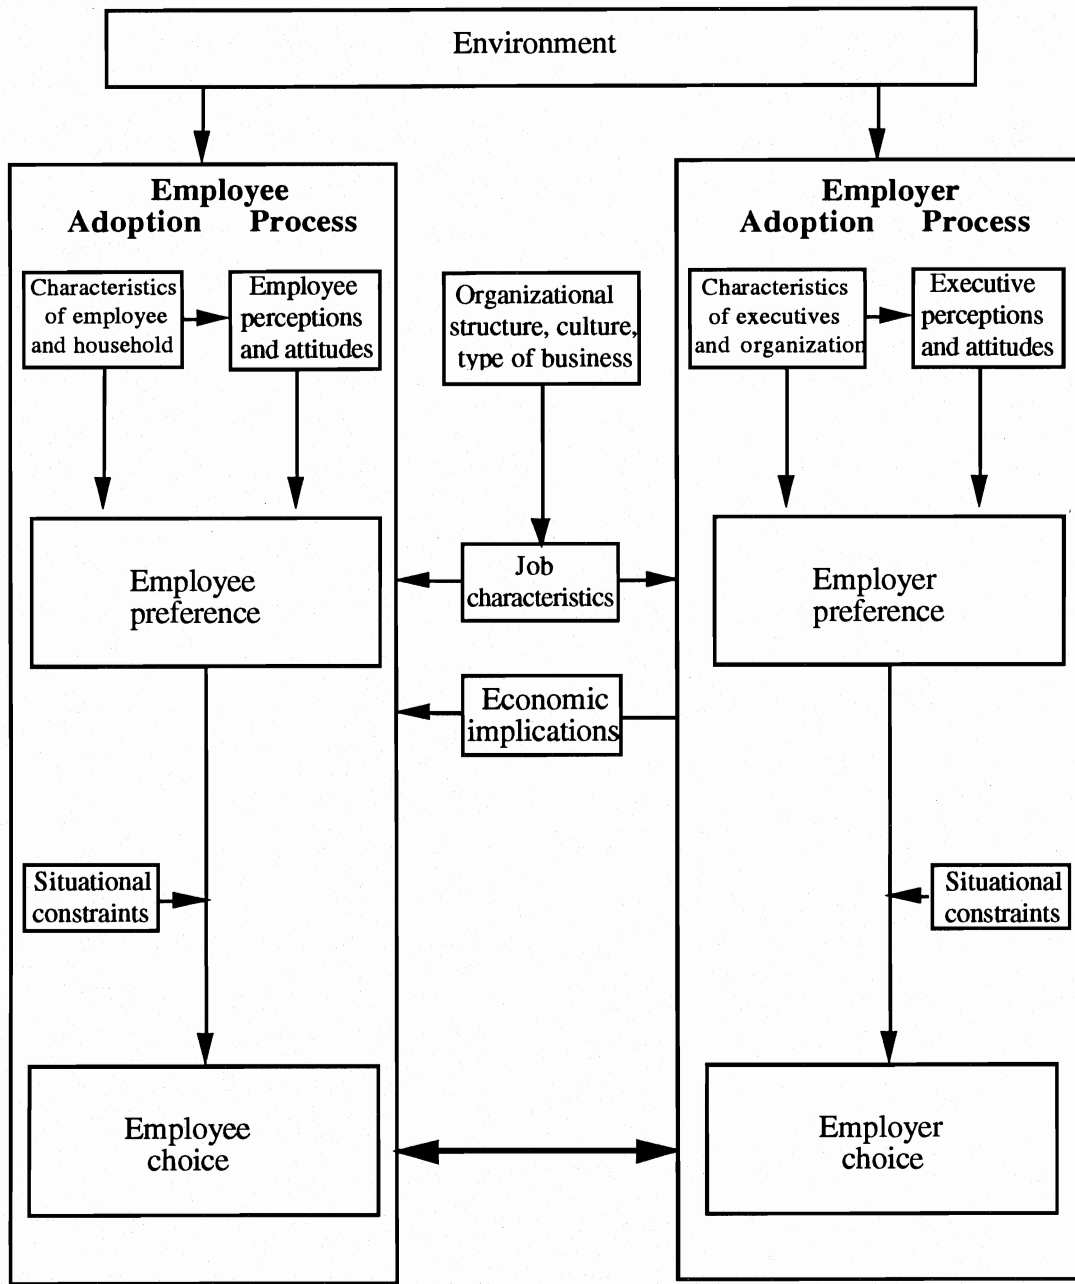 Environment
Employee
Adoption Process
Characteristics
of employee
and household
Employee
perceptions
and attitudes
Organizational
structure, culture,
type of business
Employer
Adoption Process
Characteristics
of executives
and organization
Executive
perceptions
and attitudes
Employee
preference
Job
characteristics
Employer
preference
Economic
implications
Situational
constraints
Situational
constraints
Employee
choice
Employer
choice